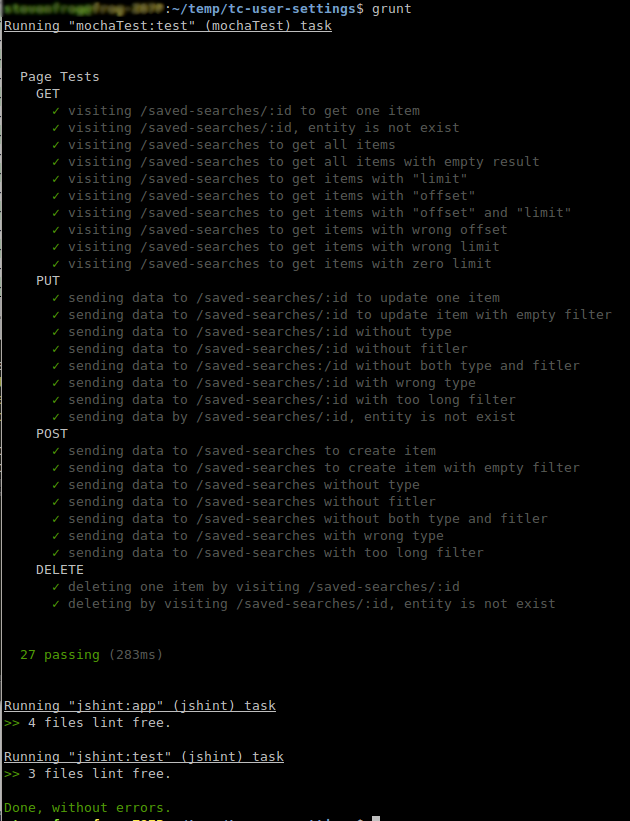 :~/temp/tc-user-settings$ grunt
Running "mochaTest:test" (mochaTest) task
Page Tests
GET
✓ visiting /saved-searches/:id to get one item
✓ visiting /saved-searches/:id, entity is not exist
✓ visiting /saved-searches to get all items
✓ visiting /saved-searches to get all items with empty result
✓ visiting /saved-searches to get items with "limit"
✓ visiting /saved-searches to get items with "offset"
✓ visiting /saved-searches to get items with "offset" and "limit"
✓ visiting /saved-searches to get items with wrong offset
✓ visiting /saved-searches to get items with wrong limit
✓ visiting /saved-searches to get items with zero limit
PUT
✓ sending data to /saved-searches/:id to update one item
✓ sending data to /saved-searches/:id to update item with empty filter
✓ sending data to /saved-searches/:id without type
✓ sending data to /saved-searches/:id without fitler
✓ sending data to /saved-searches:/id without both type and fitler
✓ sending data to /saved-searches/:id with wrong type
✓ sending data to /saved-searches/:id with too long filter
✓ sending data by /saved-searches/:id, entity is not exist
POST
✓ sending data to /saved-searches to create item
✓ sending data to /saved-searches to create item with empty filter
✓ sending data to /saved-searches without type
✓ sending data to /saved-searches without fitler
✓ sending data to /saved-searches without both type and fitler
✓ sending data to /saved-searches with wrong type
✓ sending data to /saved-searches with too long filter
DELETE
✓ deleting one item by visiting /saved-searches/:id
✓ deleting by visiting /saved-searches/:id, entity is not exist
27 passing (283ms)
Running "jshint:app" (jshint) task
>> 4 files lint free.
Running "jshint:test" (jshint) task
>> 3 files lint free.
Done, without errors.